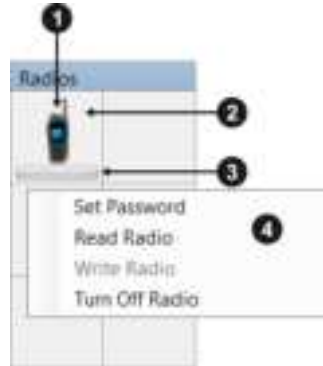 1
Radios
2
3
Set Password
4
Read Radio
Write Radio
Turn Off Radio